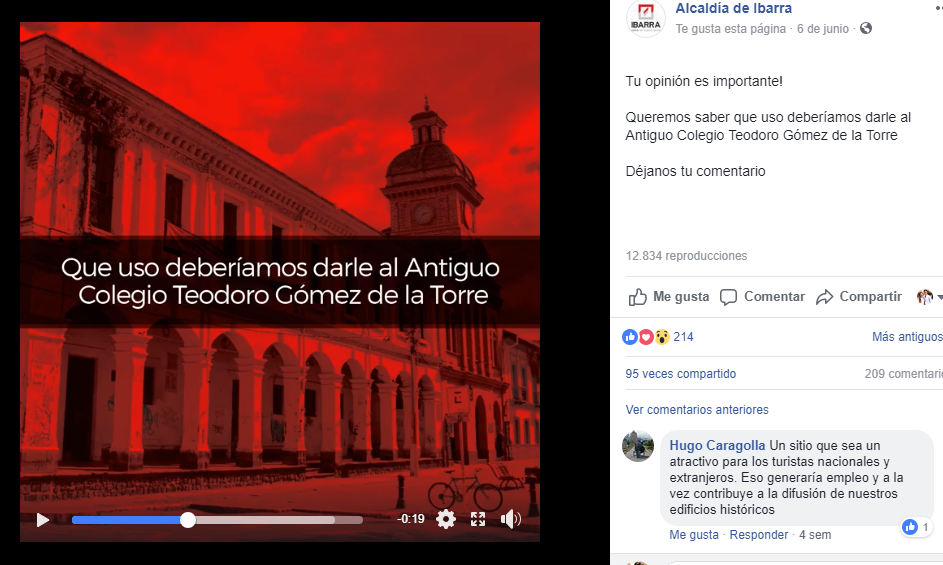 Que uso deberíamos darle al Antiguo
Colegio Teodoro Gómez de la Torre
-0:19
IBARRA
Alcaldía de Ibarra
Te gusta esta página · 6 de junio ·
Tu opinión es importante!
Queremos saber que uso deberíamos darle al
Antiguo Colegio Teodoro Gómez de la Torre
Déjanos tu comentario
12.834 reproducciones
Me gusta Comentar Compartir
214 Más antiguos
95 veces compartido 209 comentari
Ver comentarios anteriores
Hugo Caragolla Un sitio que sea un
atractivo para los turistas nacionales y
extranjeros. Eso generaría empleo y a la
vez contribuye a la difusión de nuestros
edificios históricos
1
Me gusta · Responder · 4 sem